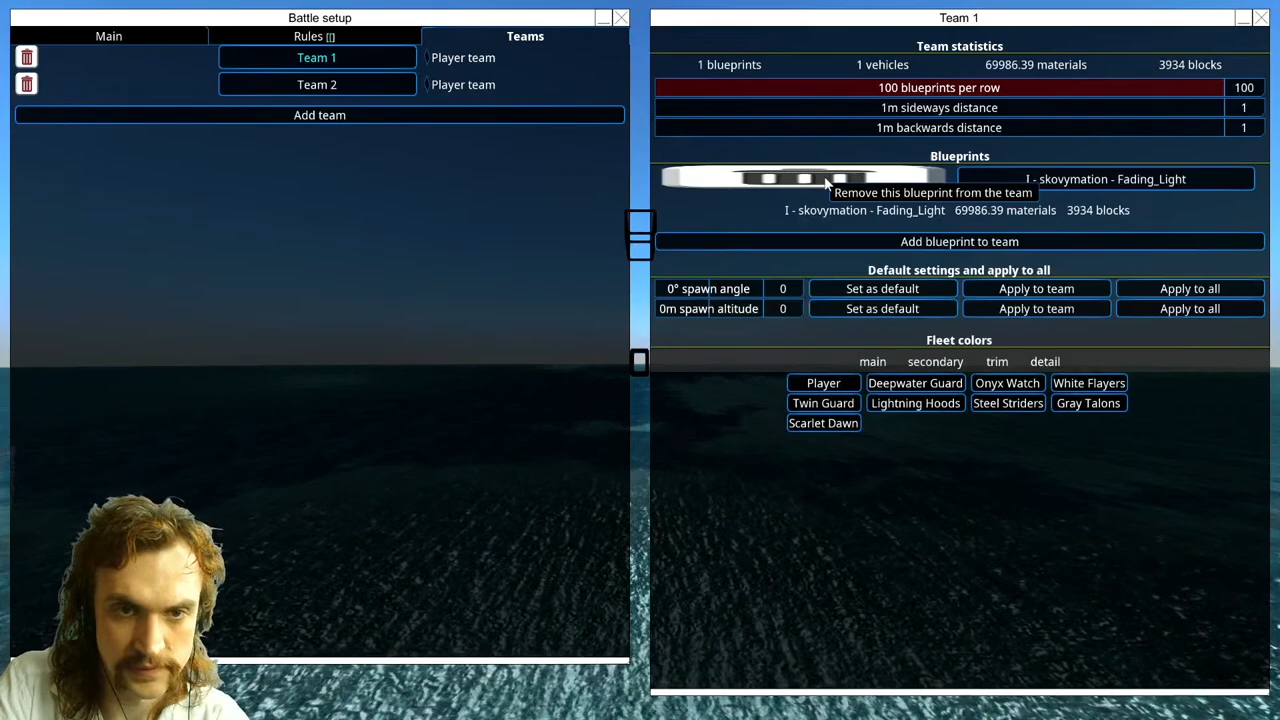 Battle setup
Main
Rules [[]
Teams
Team 1
Player team
Team 2
Player team
Add team
Team 1
Team statistics
1 blueprints
1 vehicles
69986.39 materials
3934 blocks
100 blueprints per row
100
1m sideways distance
1
1m backwards distance
1
Blueprints
I - skovymation - Fading_Light
Remove this blueprint from the team
I - skovymation - Fading_Light 69986.39 materials 3934 blocks
Add blueprint to team
Default settings and apply to all
0° spawn angle
0
Set as default
Apply to team
Apply to all
0m spawn altitude
0
Set as default
Apply to team
Apply to all
Fleet colors
main
secondary
trim
detail
Player
Deepwater Guard
Onyx Watch
White Flayers
Twin Guard
Lightning Hoods
Steel Striders
Gray Talons
Scarlet Dawn